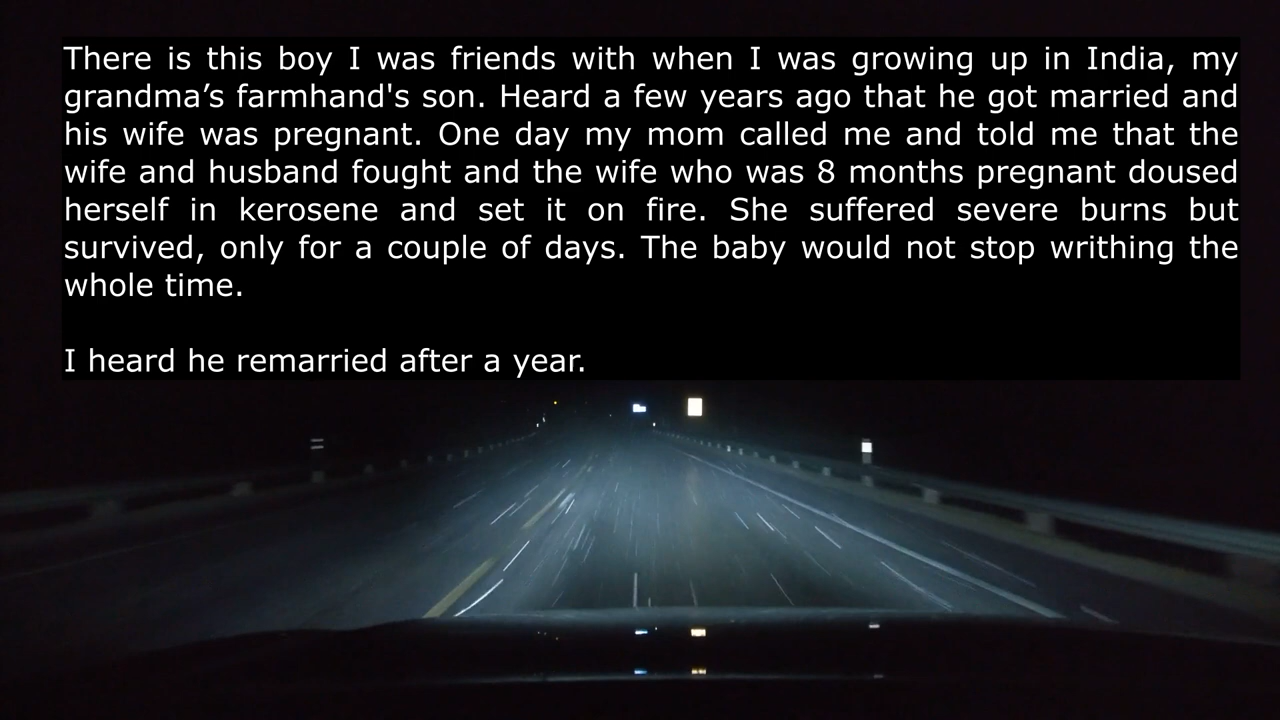 There is this boy I was friends with when I was growing up in India, my
grandma’s farmhand's son. Heard a few years ago that he got married and
his wife was pregnant. One day my mom called me and told me that the
wife and husband fought and the wife who was 8 months pregnant doused
herself in kerosene and set it on fire. She suffered severe burns but
survived, only for a couple of days. The baby would not stop writhing the
whole time.
I heard he remarried after a year.